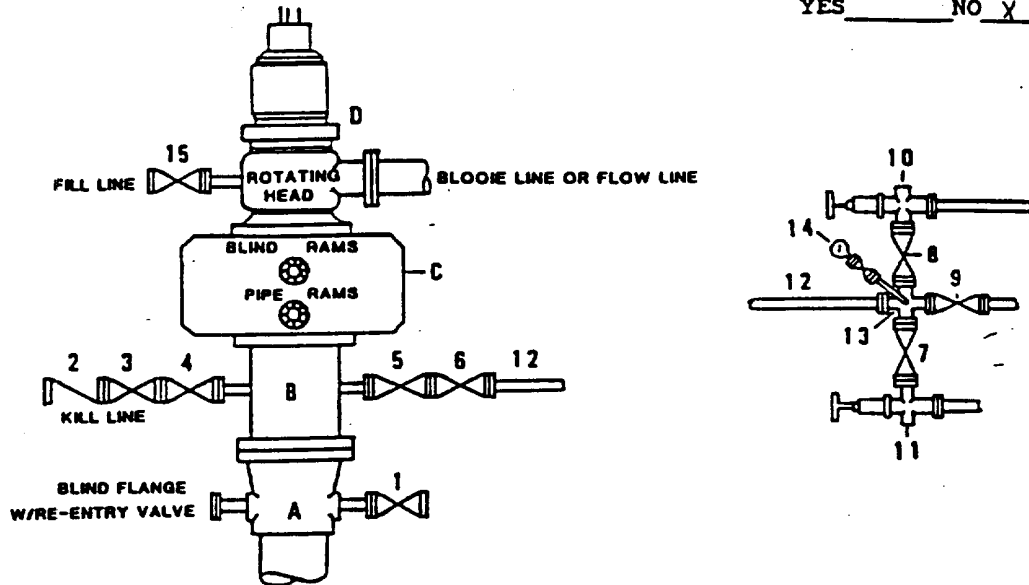 YES NO X
D
15
10
FILL LINE
ROTATING
HEAD
BLOOIE LINE OR FLOW LINE
BLIND RAMS
14
8
C
PIPE RAMS
12
9
13
2 3 4
5 6 12
7
B
KILL LINE
11
BLIND FLANGE
W/RE-ENTRY VALVE
1
A